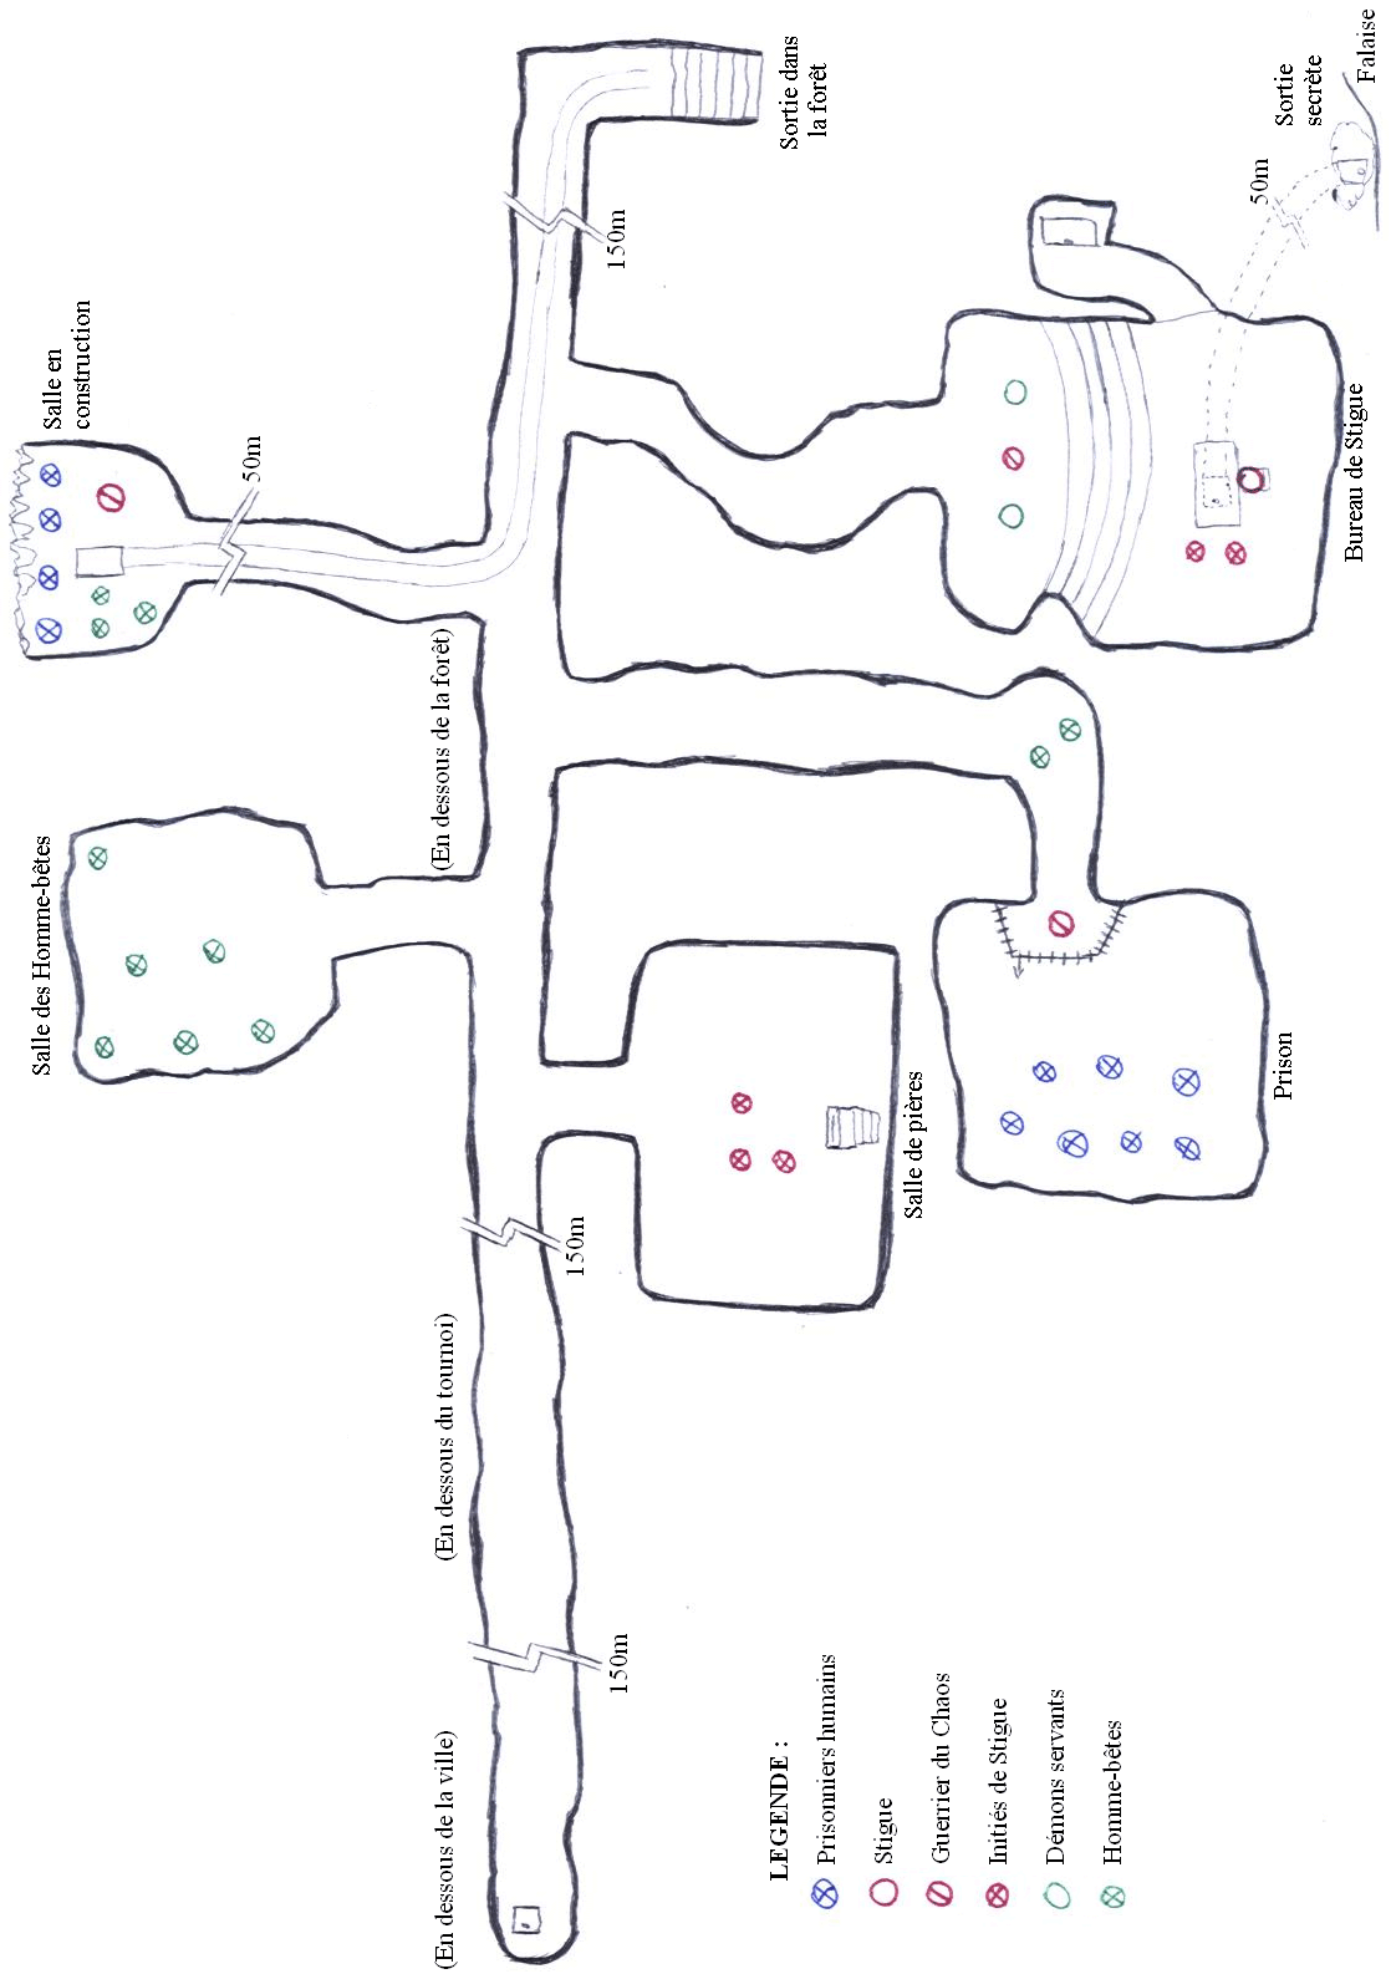 Salle en
construction
50m
Salle des Homme-bêtes
(En dessous de la forêt)
150m
Sortie dans
la forêt
(En dessous du tournoi)
150m
(En dessous de la ville)
150m
Salle de pières
Prison
Bureau de Stigue
50m
Sortie
secrète
Falaise
LEGENDE :
Prisonniers humains
Stigue
Guerrier du Chaos
Initiés de Stigue
Démons servants
Homme-bêtes